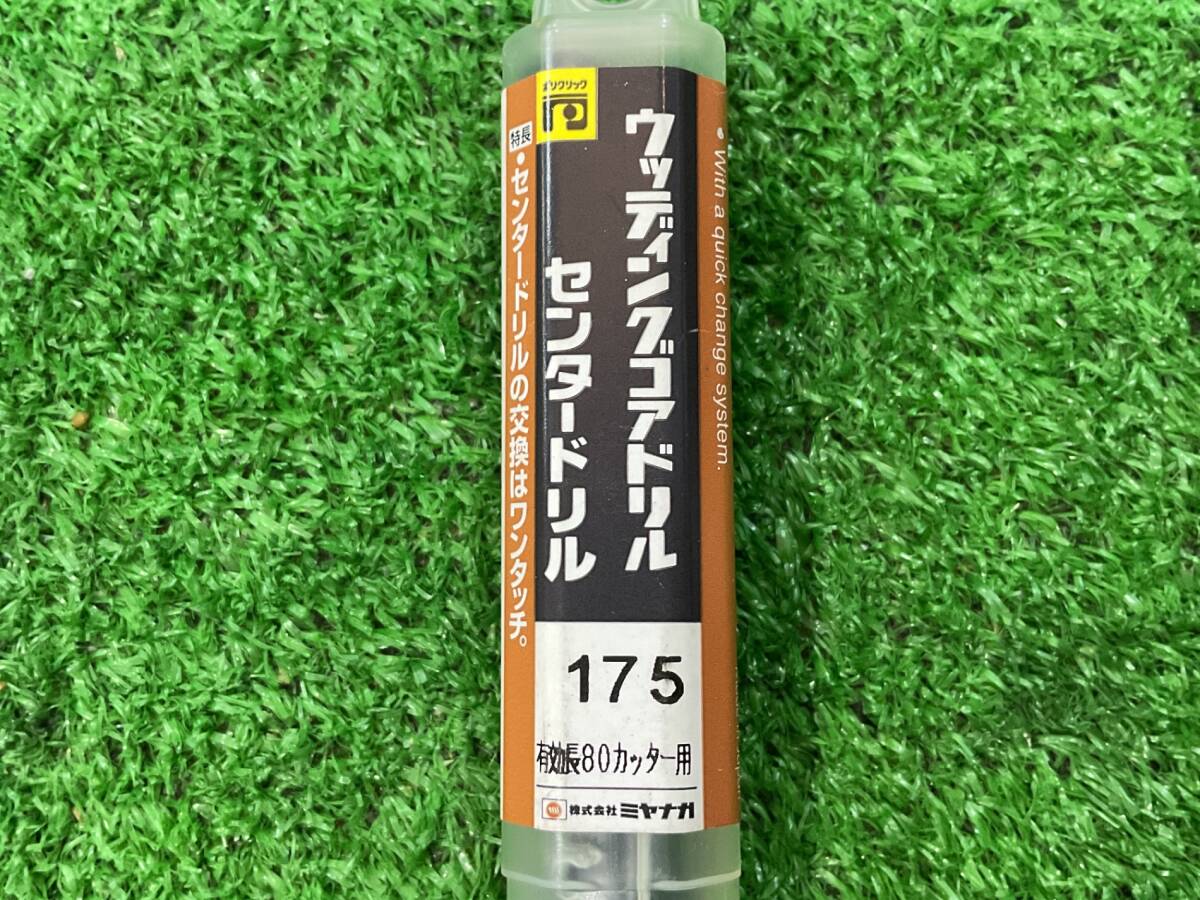 ポリクリック
ウッディングコアドリル
センタードリル
特長
・センタードリルの交換はワンタッチ。
• With a quick change system.
175
有効長80カッター用
株式会社 ミヤナガ